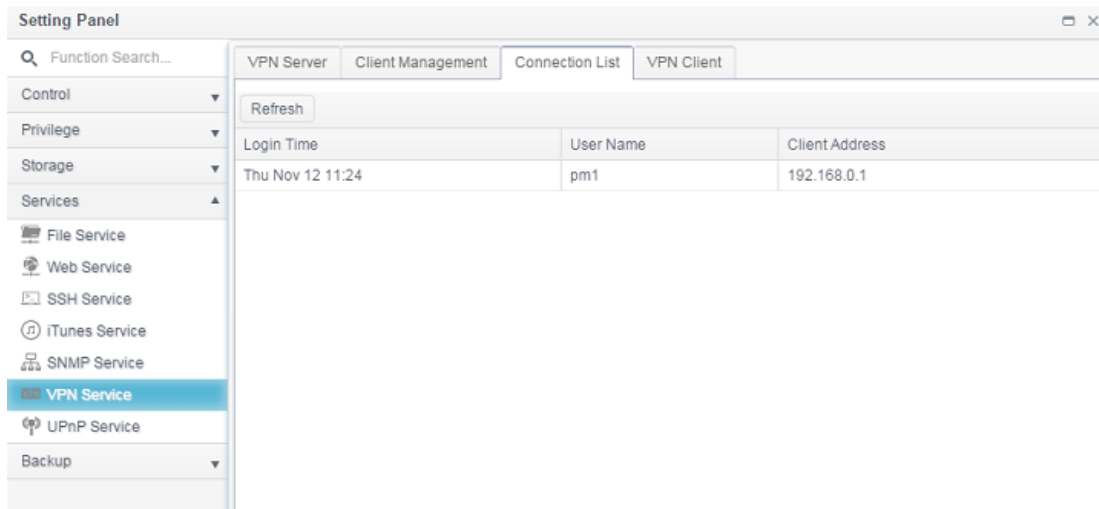 Setting Panel
Function Search...
Control
Privilege
Storage
Services
File Service
Web Service
SSH Service
iTunes Service
SNMP Service
VPN Service
UPnP Service
Backup
VPN Server Client Management Connection List VPN Client
Refresh
Login Time User Name Client Address
Thu Nov 12 11:24 pm1 192.168.0.1